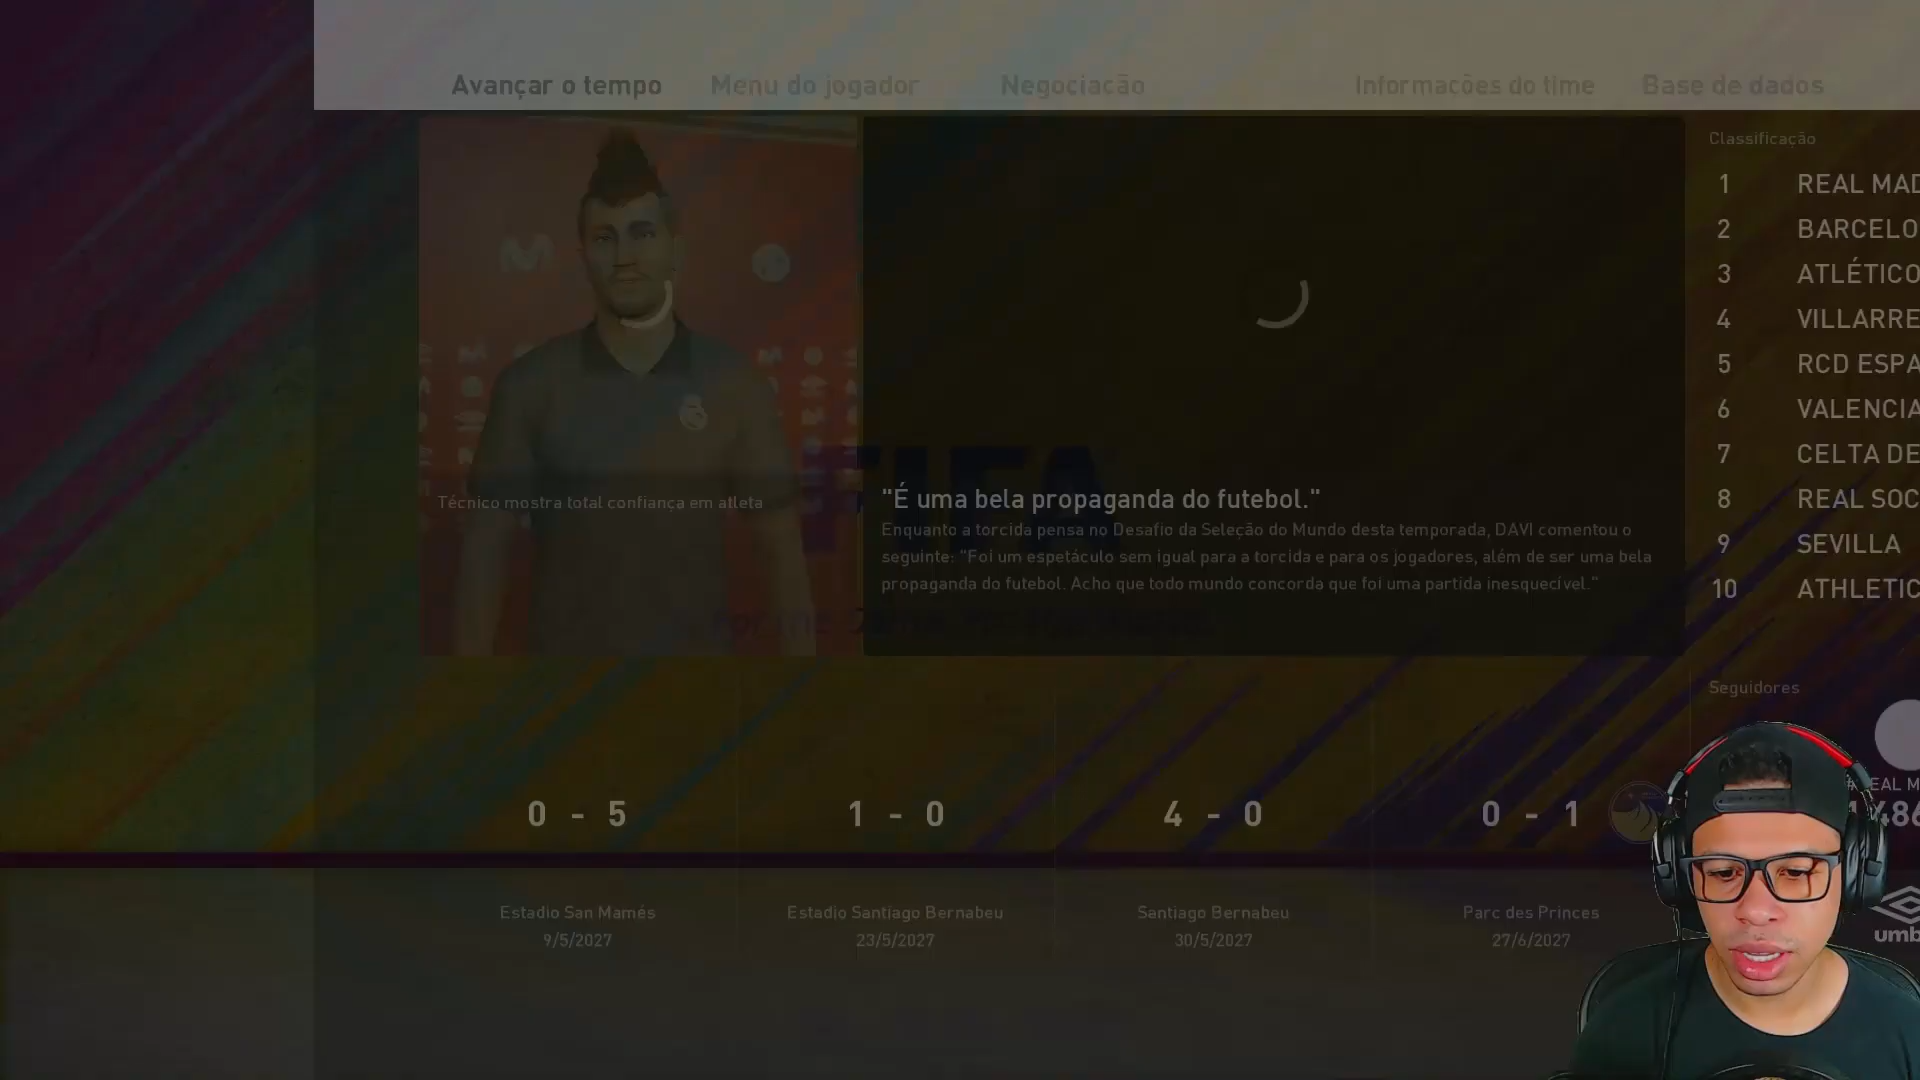 Avançar o tempo
Menu do jogador
Negociação
Informações do time
Base de dados
Classificação
1 REAL MAD
2 BARCELO
3 ATLÉTICO
4 VILLARRE
5 RCD ESPA
6 VALENCIA
7 CELTA DE
8 REAL SOC
9 SEVILLA
10 ATHLETIC
Técnico mostra total confiança em atleta
"É uma bela propaganda do futebol."
Enquanto a torcida pensa no Desafio da Seleção do Mundo desta temporada, DAVI comentou o
seguinte: "Foi um espetáculo sem igual para a torcida e para os jogadores, além de ser uma bela
propaganda do futebol. Acho que todo mundo concorda que foi uma partida inesquecível."
FIFA
Seguidores
0 - 5
1 - 0
4 - 0
0 - 1
EAL M
486
Estadio San Mamés
9/5/2027
Estadio Santiago Bernabeu
23/5/2027
Santiago Bernabeu
30/5/2027
Parc des Princes
27/6/2027
umb